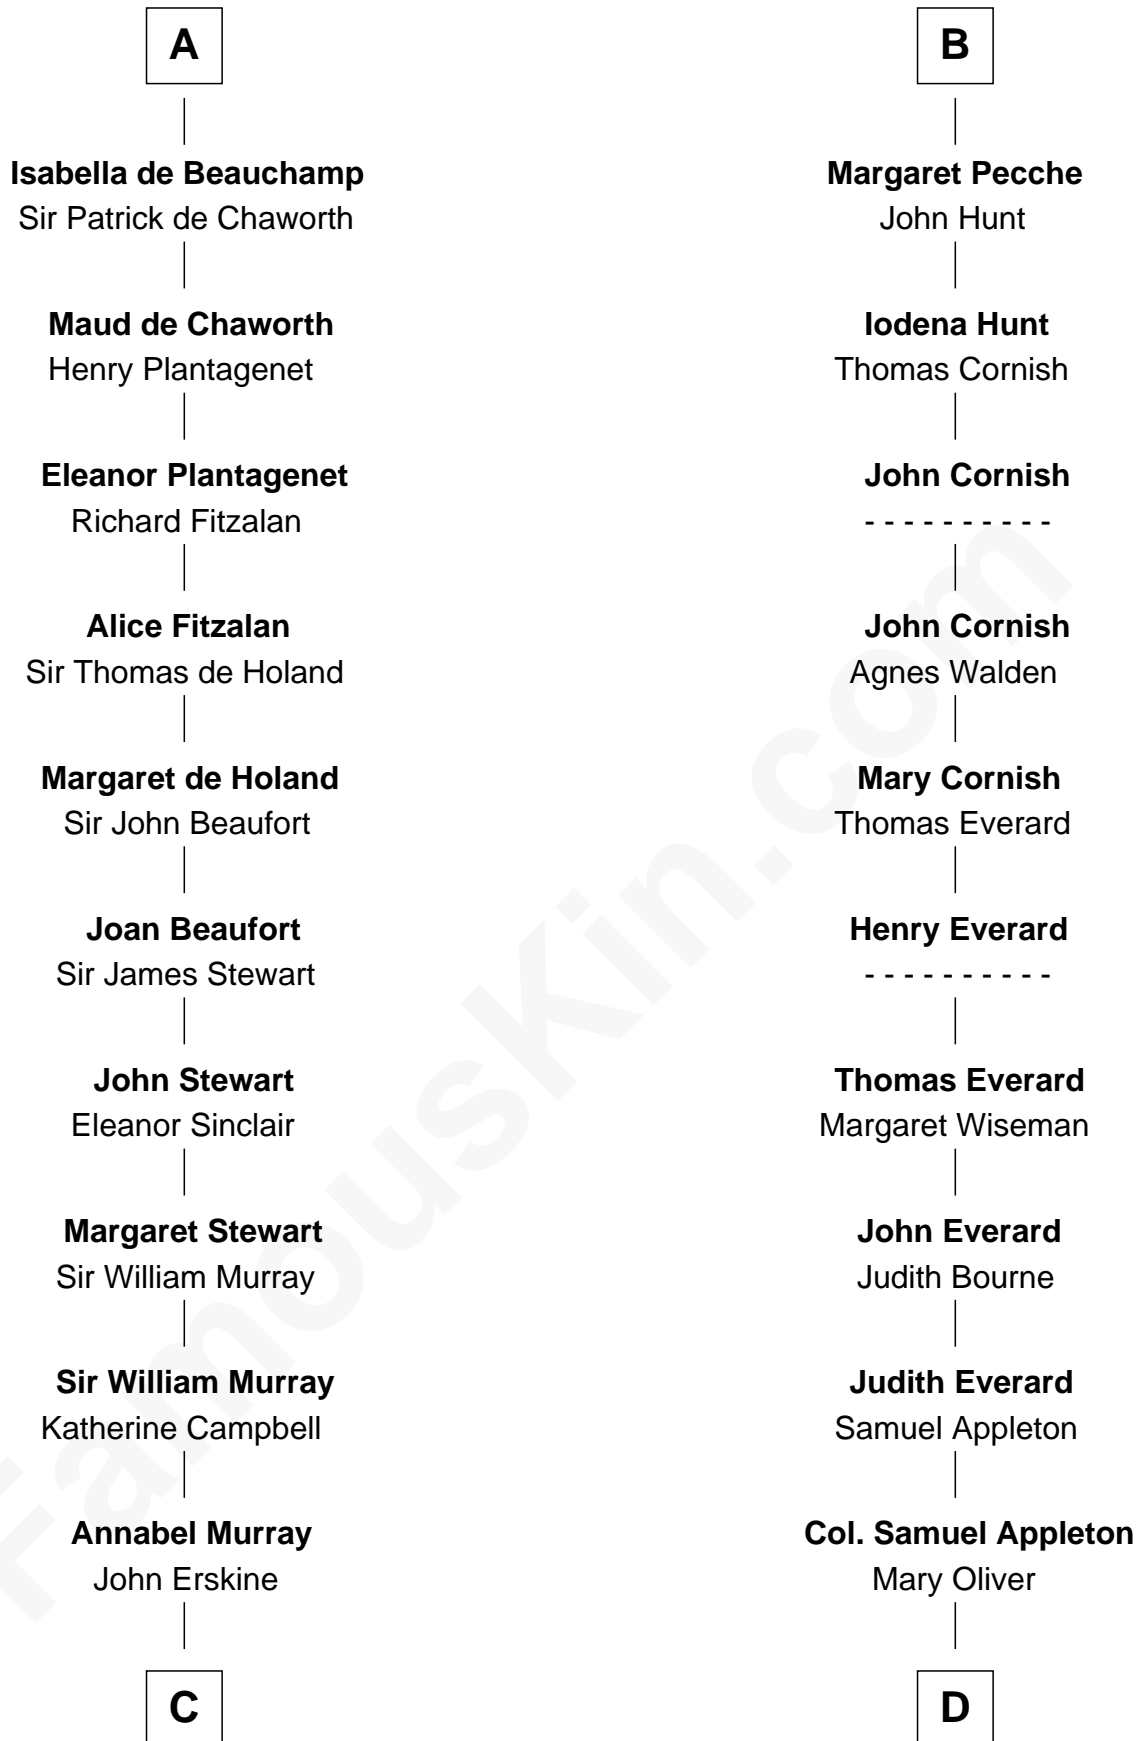 A
Isabella de Beauchamp
Sir Patrick de Chaworth
Maud de Chaworth
Henry Plantagenet
Eleanor Plantagenet
Richard Fitzalan
Alice Fitzalan
Sir Thomas de Holand
Margaret de Holand
Sir John Beaufort
Joan Beaufort
Sir James Stewart
John Stewart
Eleanor Sinclair
Margaret Stewart
Sir William Murray
Sir William Murray
Katherine Campbell
Annabel Murray
John Erskine
C
B
Margaret Pecche
John Hunt
Iodena Hunt
Thomas Cornish
John Cornish
- - - - - - - - - -
John Cornish
Agnes Walden
Mary Cornish
Thomas Everard
Henry Everard
- - - - - - - - - -
Thomas Everard
Margaret Wiseman
John Everard
Judith Bourne
Judith Everard
Samuel Appleton
Col. Samuel Appleton
Mary Oliver
D
FamousKin.com